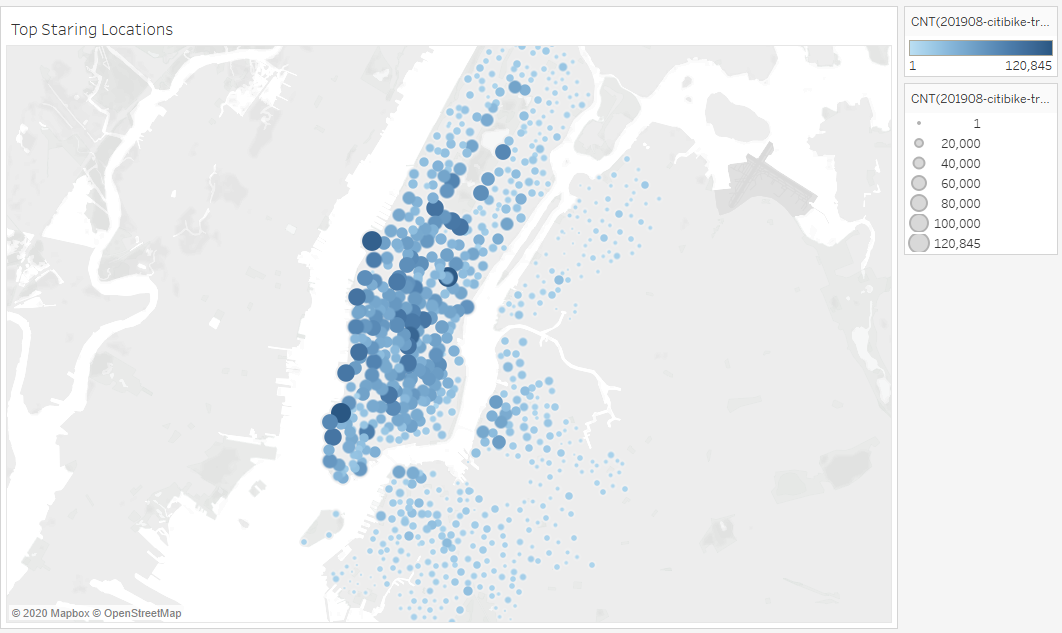 Top Staring Locations
© 2020 Mapbox © OpenStreetMap
CNT(201908-citibike-tr...
1 120,845
CNT(201908-citibike-tr...
1
20,000
40,000
60,000
80,000
100,000
120,845